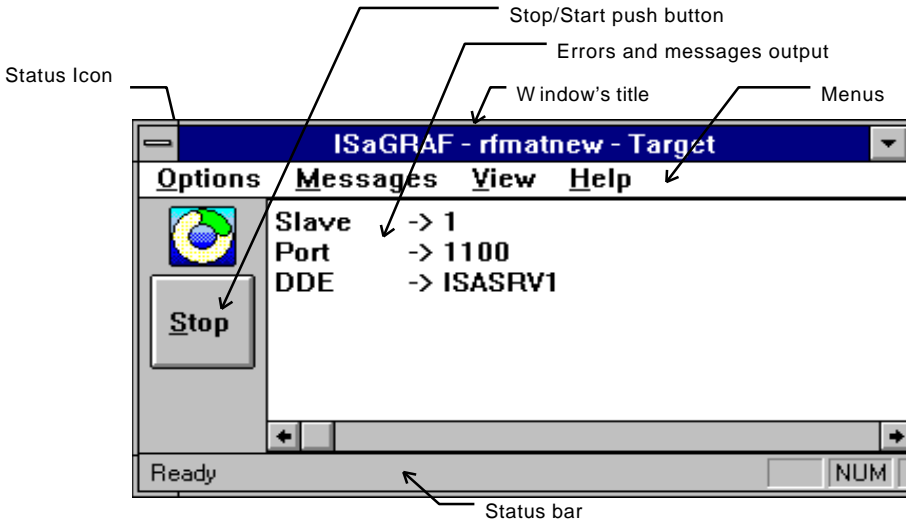 Stop/Start push button
Errors and messages output
Status Icon
Window's title
Menus
ISaGRAF - rfmatnew - Target
Options Messages View Help
Slave -> 1
Port -> 1100
DDE -> ISASRV1
Stop
Ready NUM
Status bar